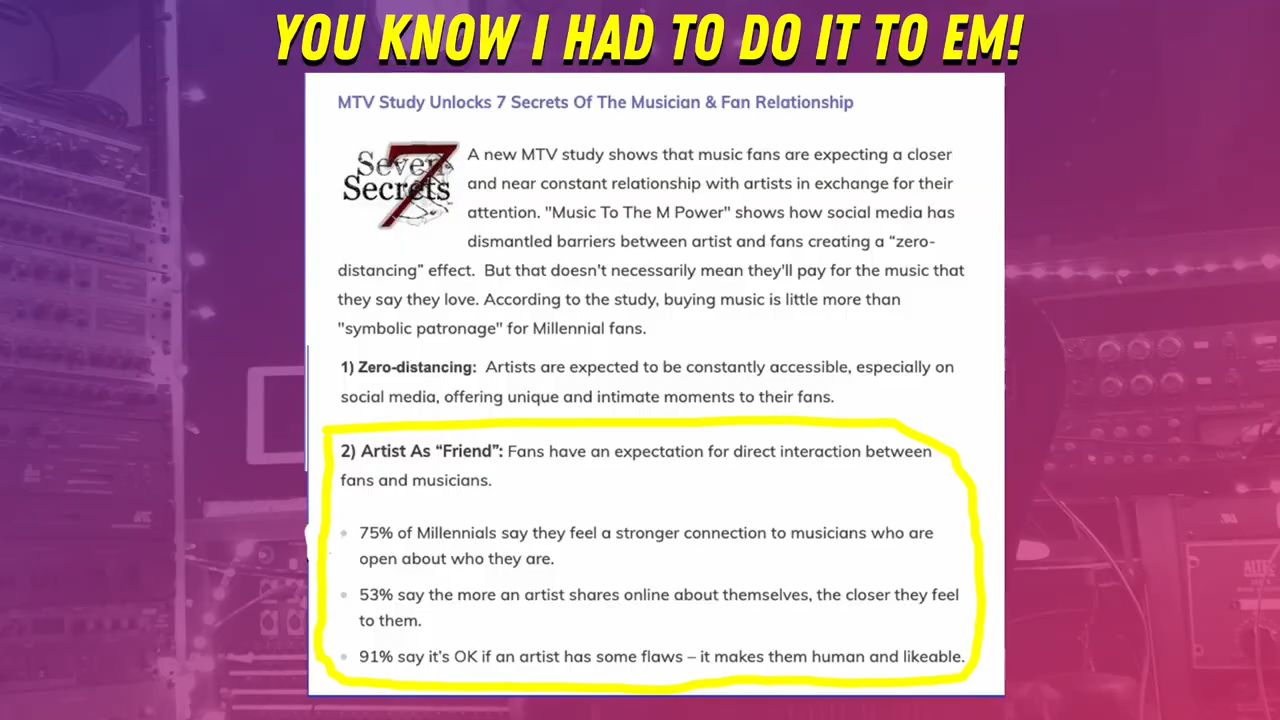 YOU KNOW I HAD TO DO IT TO EM!
MTV Study Unlocks 7 Secrets Of The Musician & Fan Relationship
Seven
Secrets
7
A new MTV study shows that music fans are expecting a closer
and near constant relationship with artists in exchange for their
attention. "Music To The M Power" shows how social media has
dismantled barriers between artist and fans creating a “zero-
distancing” effect. But that doesn't necessarily mean they'll pay for the music that
they say they love. According to the study, buying music is little more than
"symbolic patronage" for Millennial fans.
1) Zero-distancing: Artists are expected to be constantly accessible, especially on
social media, offering unique and intimate moments to their fans.
2) Artist As “Friend”: Fans have an expectation for direct interaction between
fans and musicians.
75% of Millennials say they feel a stronger connection to musicians who are
open about who they are.
53% say the more an artist shares online about themselves, the closer they feel
to them.
91% say it’s OK if an artist has some flaws – it makes them human and likeable.